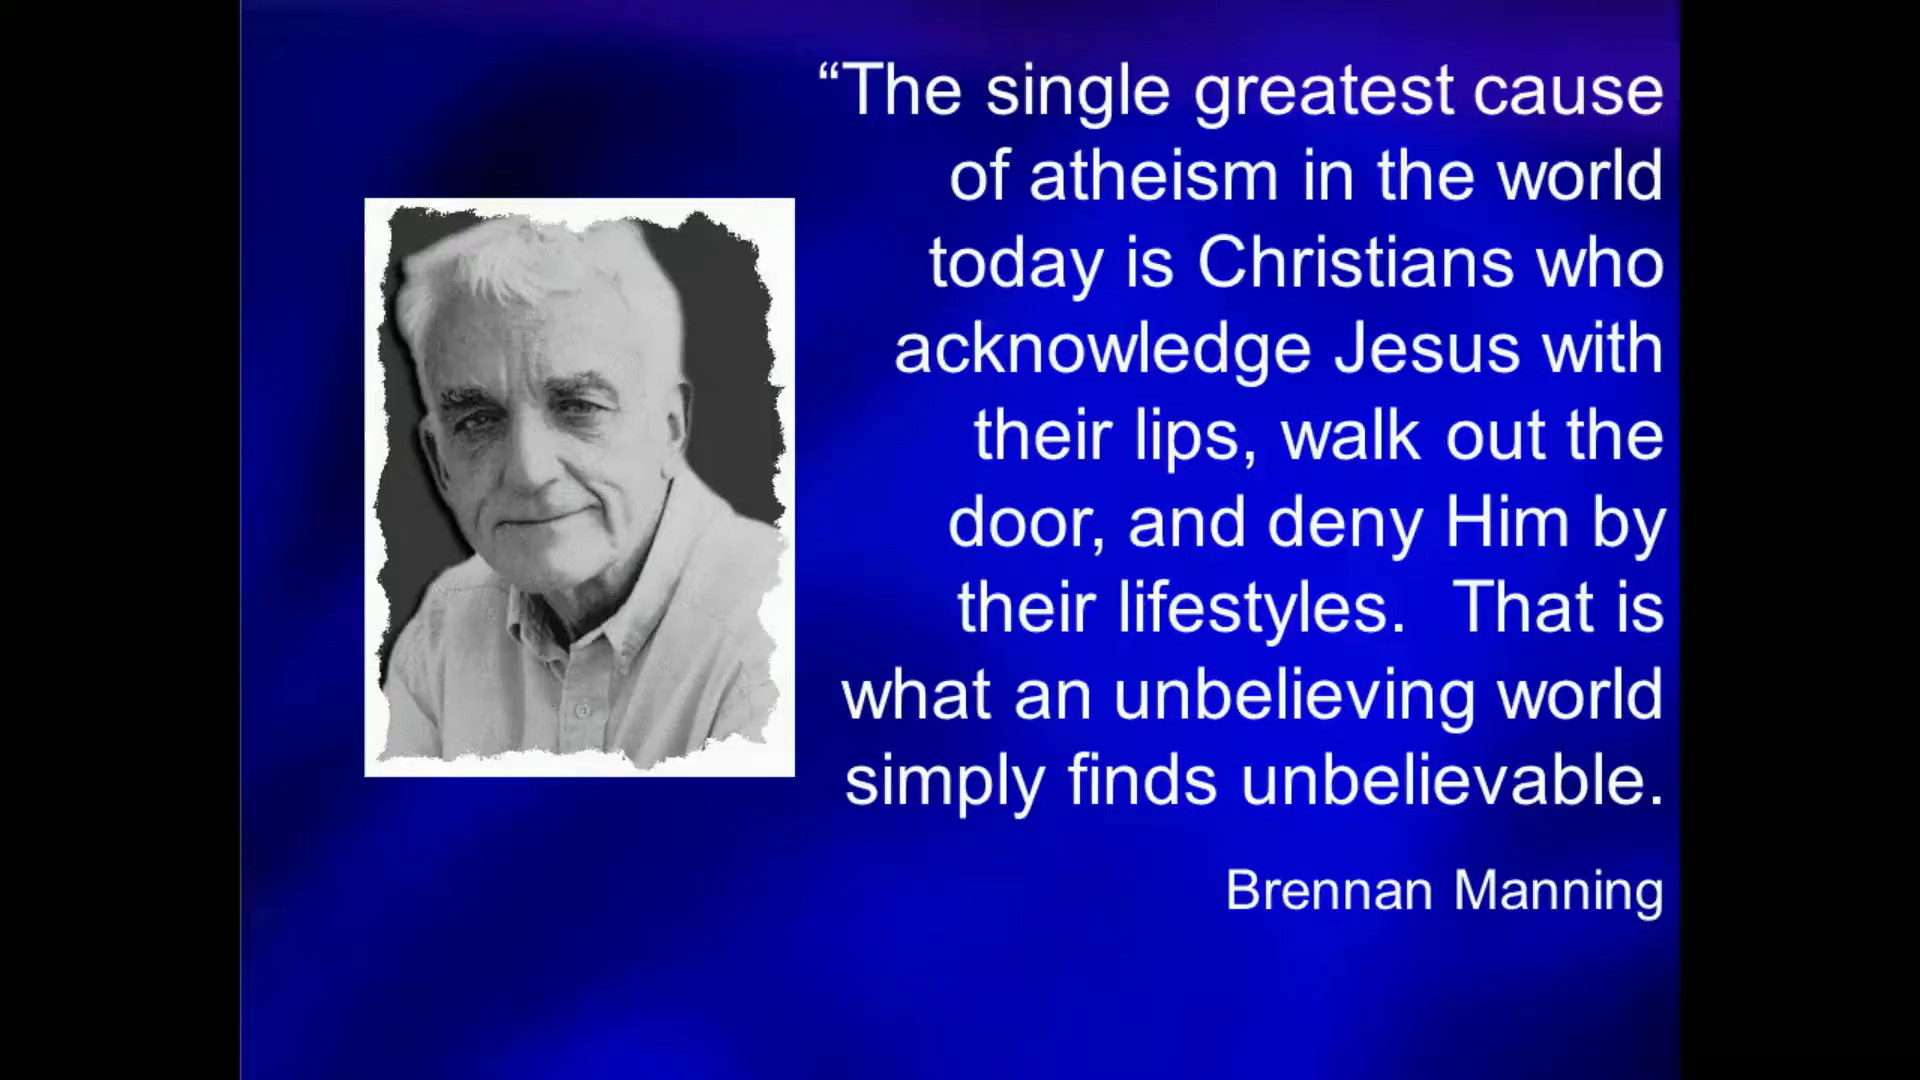 “The single greatest cause
of atheism in the world
today is Christians who
acknowledge Jesus with
their lips, walk out the
door, and deny Him by
their lifestyles.  That is
what an unbelieving world
simply finds unbelievable.
Brennan Manning